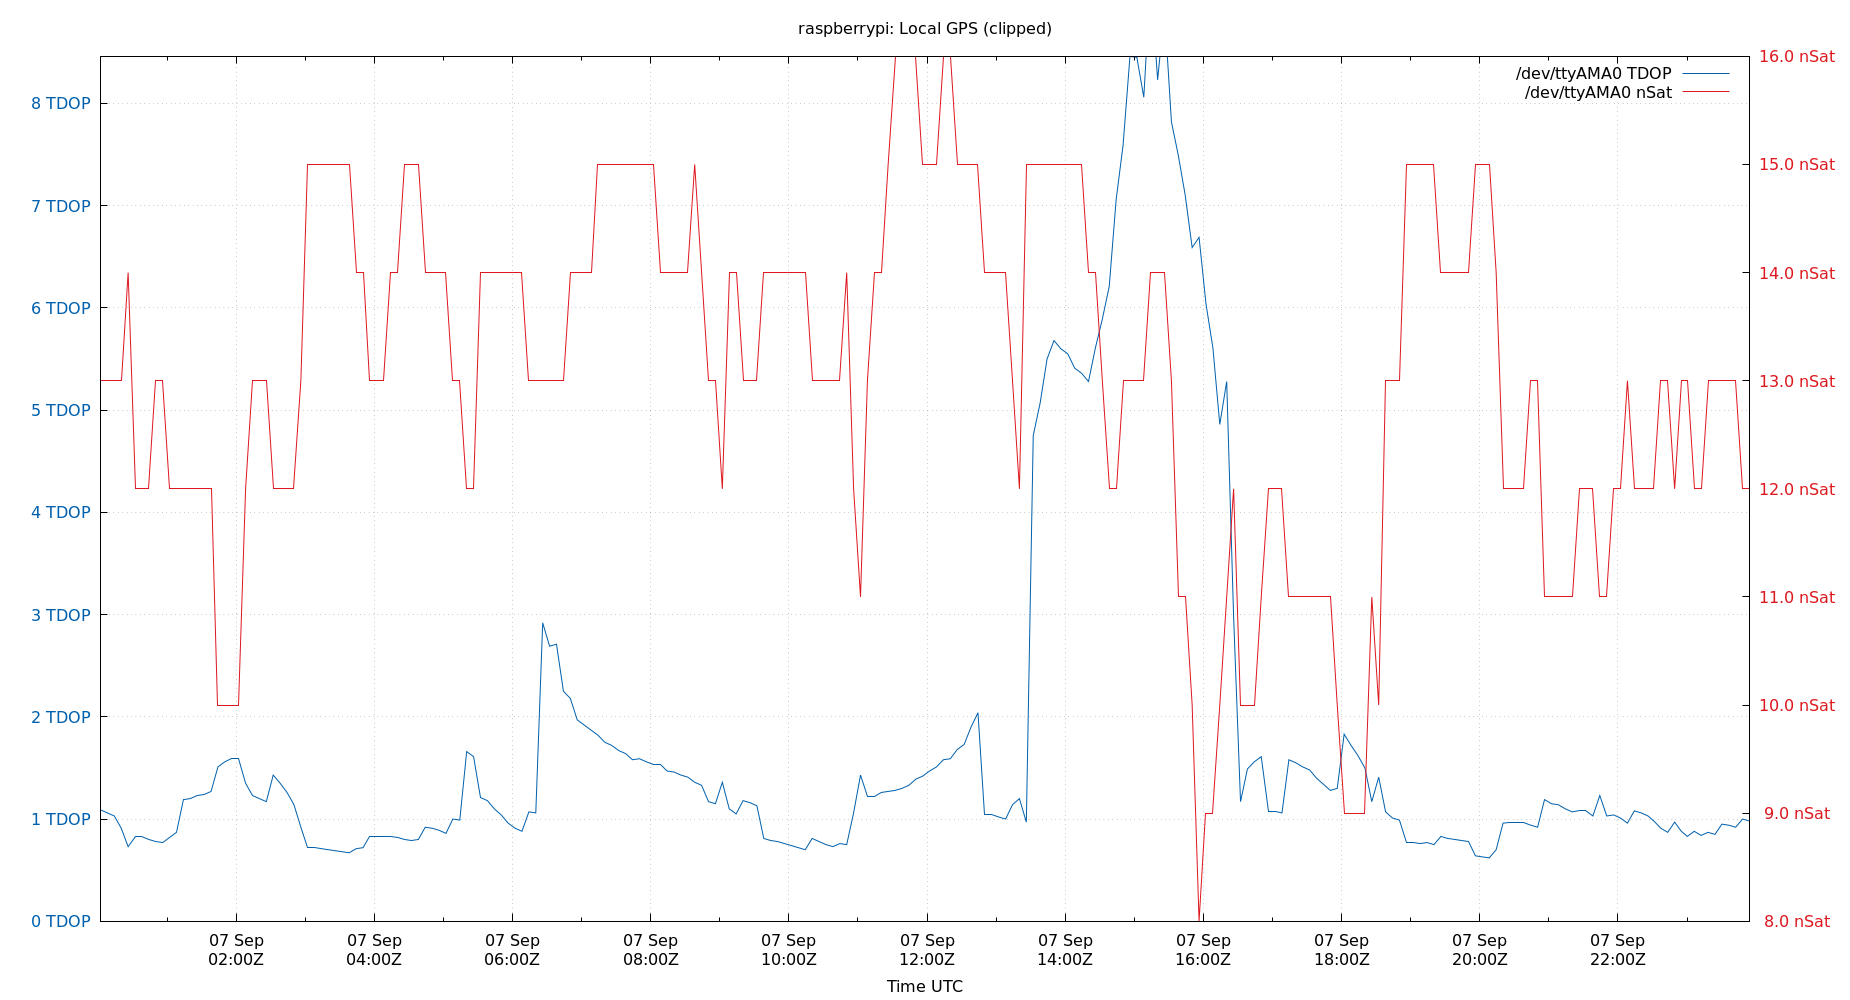 raspberrypi: Local GPS (clipped)
/dev/ttyAMA0 TDOP
/dev/ttyAMA0 nSat
8 TDOP
7 TDOP
6 TDOP
5 TDOP
4 TDOP
3 TDOP
2 TDOP
1 TDOP
0 TDOP
16.0 nSat
15.0 nSat
14.0 nSat
13.0 nSat
12.0 nSat
11.0 nSat
10.0 nSat
9.0 nSat
8.0 nSat
07 Sep 07 Sep 07 Sep 07 Sep 07 Sep 07 Sep 07 Sep 07 Sep 07 Sep 07 Sep 07 Sep
02:00Z 04:00Z 06:00Z 08:00Z 10:00Z 12:00Z 14:00Z 16:00Z 18:00Z 20:00Z 22:00Z
Time UTC